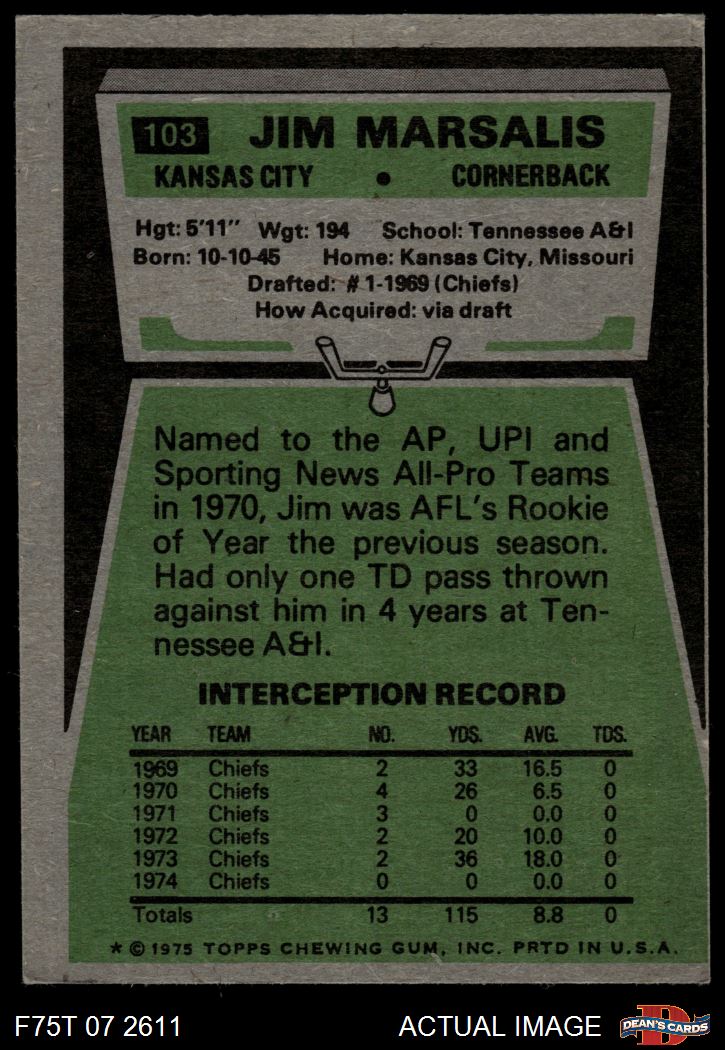 103 JIM MARSALIS
KANSAS CITY • CORNERBACK
Hgt: 5'11" Wgt: 194 School: Tennessee A&I
Born: 10-10-45 Home: Kansas City, Missouri
Drafted: #1-1969 (Chiefs)
How Acquired: via draft
Named to the AP, UPI and
Sporting News All-Pro Teams
in 1970, Jim was AFL's Rookie
of Year the previous season.
Had only one TD pass thrown
against him in 4 years at Ten-
nessee A&I.
INTERCEPTION RECORD
YEAR TEAM NO. YDS. AVG. TDS.
1969 Chiefs 2 33 16.5 0
1970 Chiefs 4 26 6.5 0
1971 Chiefs 3 0 0.0 0
1972 Chiefs 2 20 10.0 0
1973 Chiefs 2 36 18.0 0
1974 Chiefs 0 0 0.0 0
Totals 13 115 8.8 0
* © 1975 TOPPS CHEWING GUM, INC. PRTD IN U.S.A.
F75T 07 2611 ACTUAL IMAGE D DEAN'S CARDS